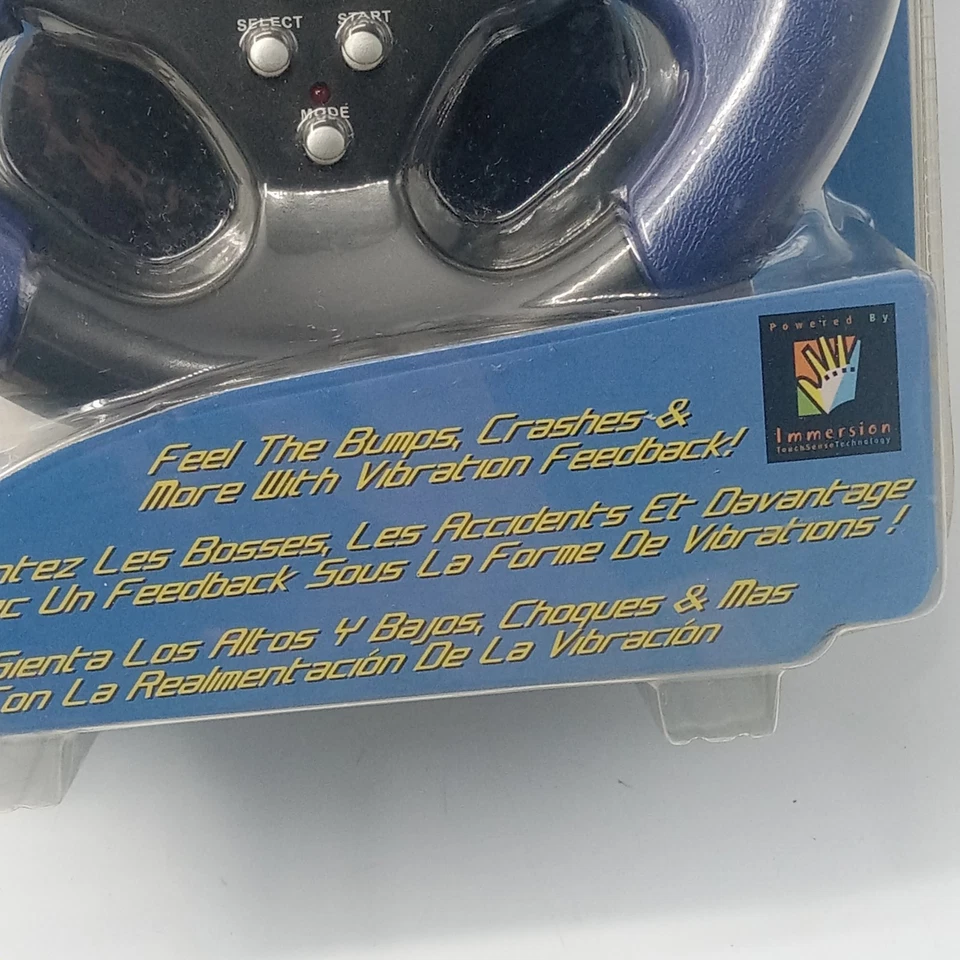 SELECT START
MODE
Powered By
Immersion
TouchSense Technology
Feel The Bumps, Crashes &
More With Vibration Feedback!
Les Bosses, Les Accidents Et Davantage
Un Feedback Sous La Forme De Vibrations !
Sienta Los Altos Y Bajos, Choques & Mas
Con La Realimentación De La Vibración